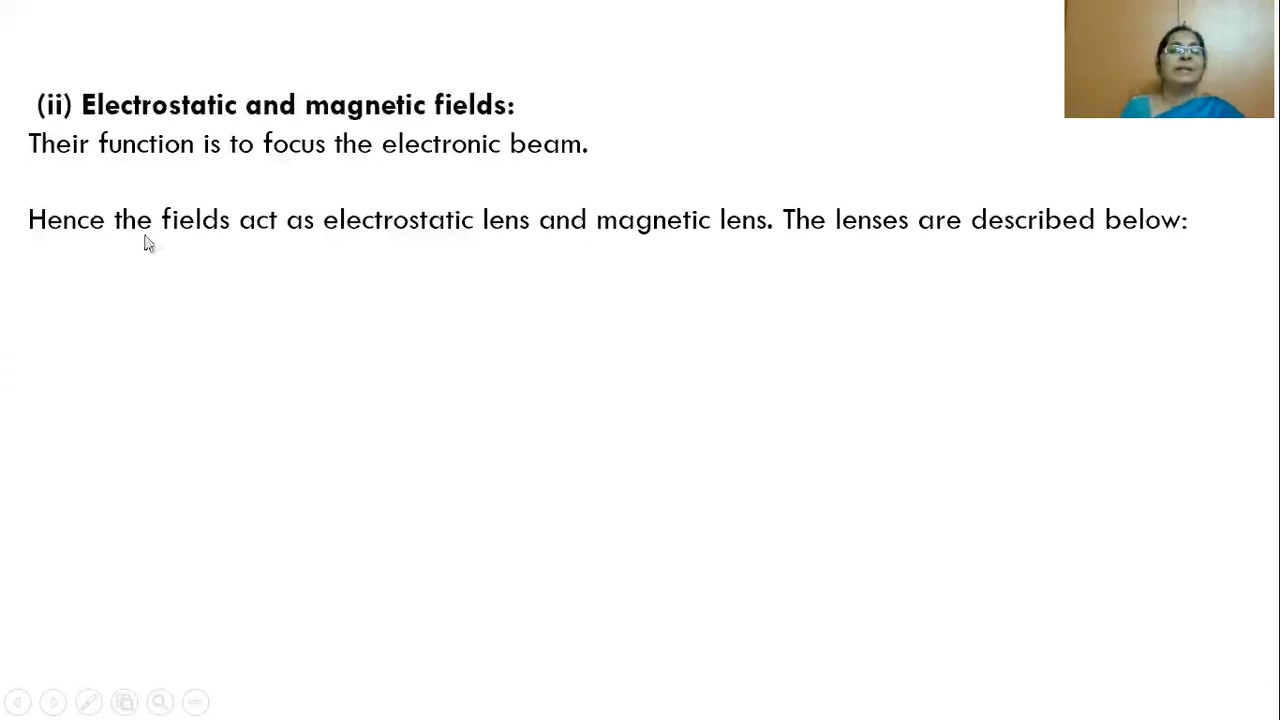 (ii) Electrostatic and magnetic fields:
Their function is to focus the electronic beam.
Hence the fields act as electrostatic lens and magnetic lens. The lenses are described below: